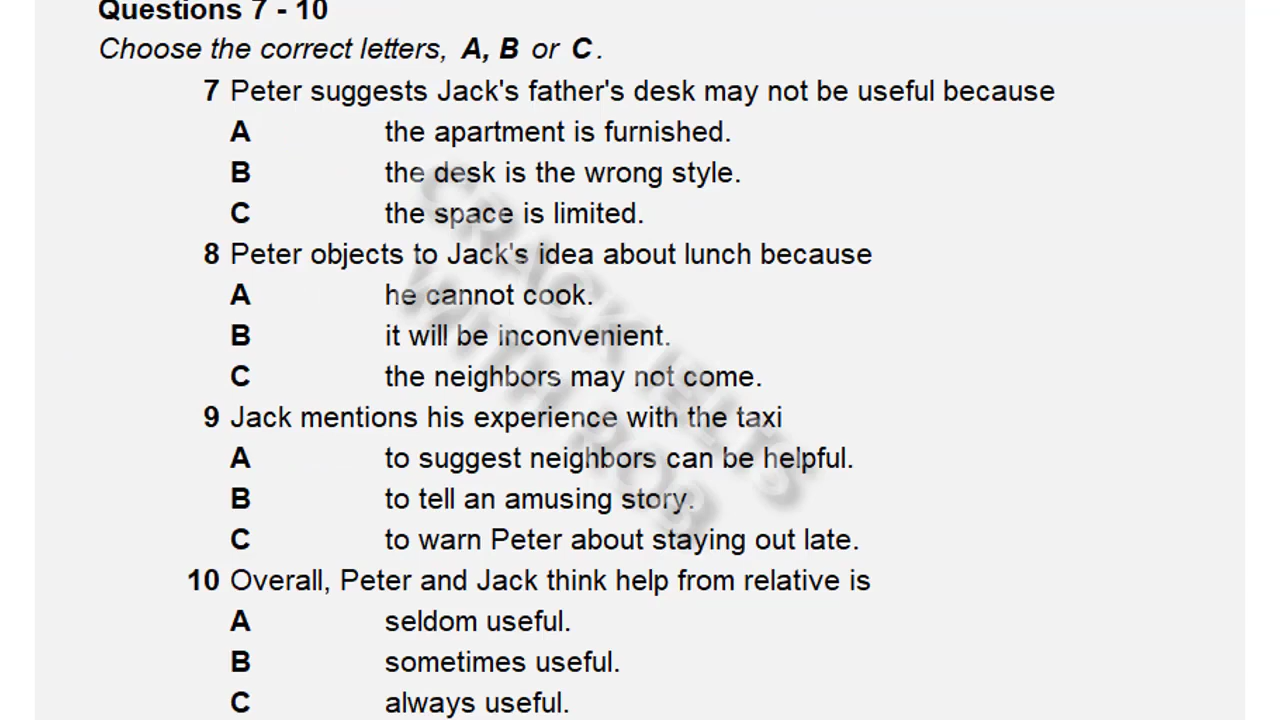 Questions 7 - 10
Choose the correct letters, A, B or C.
7 Peter suggests Jack's father's desk may not be useful because
A the apartment is furnished.
B the desk is the wrong style.
C the space is limited.
8 Peter objects to Jack's idea about lunch because
A he cannot cook.
B it will be inconvenient.
C the neighbors may not come.
9 Jack mentions his experience with the taxi
A to suggest neighbors can be helpful.
B to tell an amusing story.
C to warn Peter about staying out late.
10 Overall, Peter and Jack think help from relative is
A seldom useful.
B sometimes useful.
C always useful.
CRACK IELTS
WITH ROB